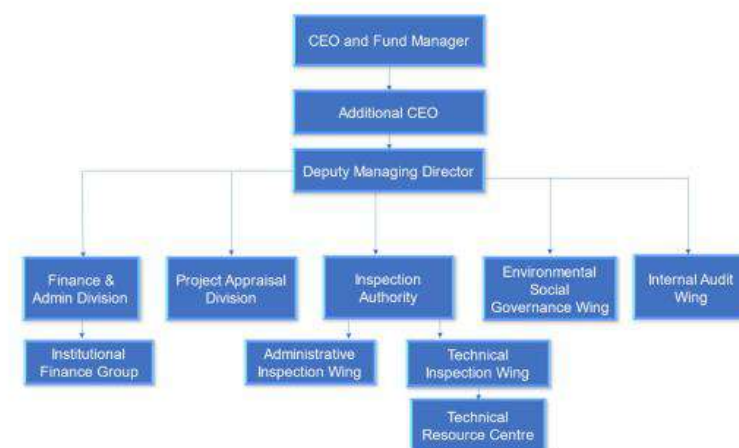 CEO and Fund Manager
Additional CEO
Deputy Managing Director
Finance &
Admin Division
Project Appraisal
Division
Inspection
Authority
Environmental
Social
Governance Wing
Internal Audit
Wing
Institutional
Finance Group
Administrative
Inspection Wing
Technical
Inspection Wing
Technical
Resource Centre